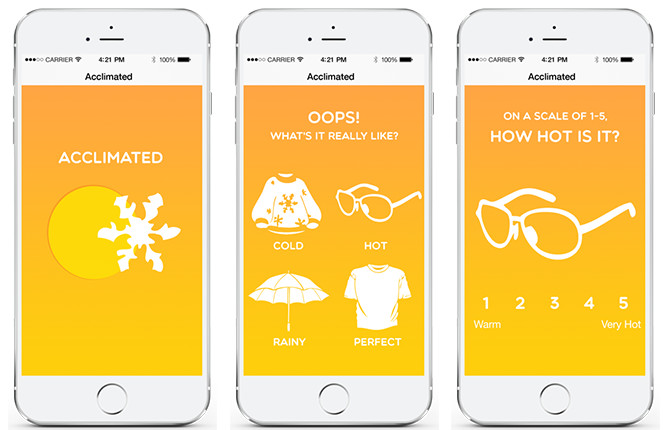 CARRIER 4:21 PM 100%
Acclimated
ACCLIMATED
CARRIER 4:21 PM 100%
Acclimated
OOPS!
WHAT'S IT REALLY LIKE?
COLD HOT
RAINY PERFECT
CARRIER 4:21 PM 100%
Acclimated
ON A SCALE OF 1-5,
HOW HOT IS IT?
1 2 3 4 5
Warm Very Hot